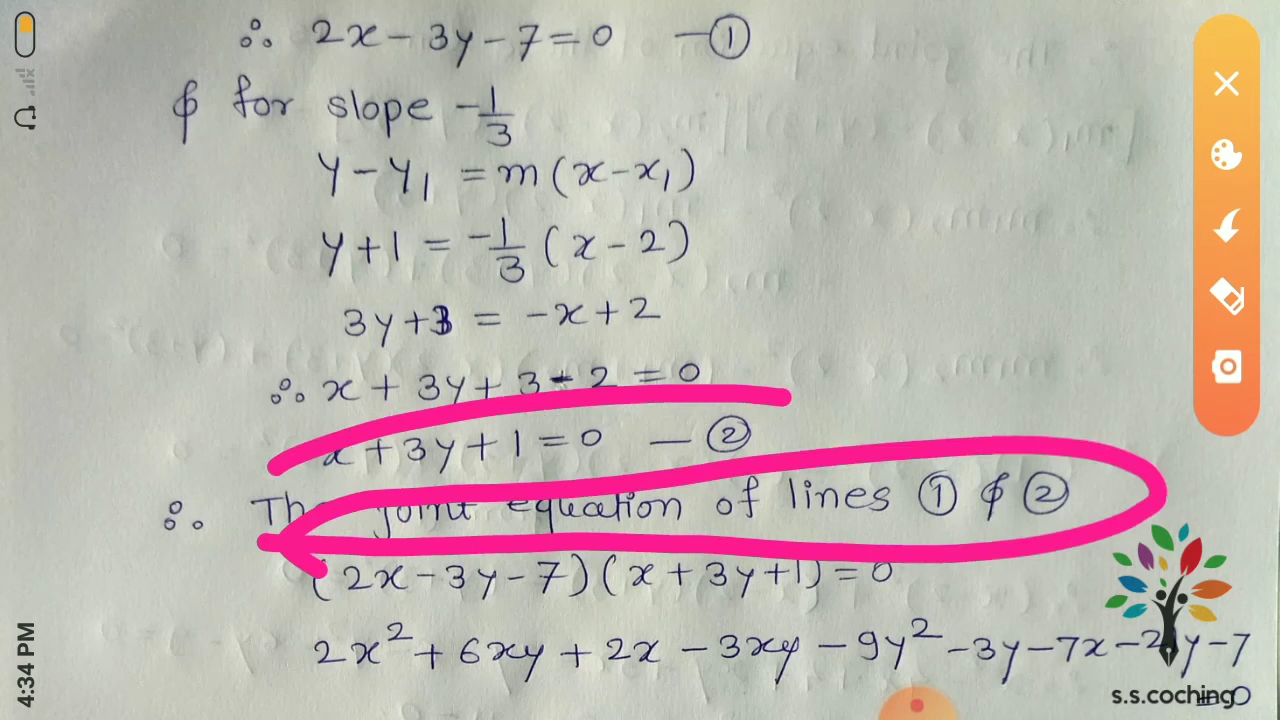 ∴ 2x - 3y - 7 = 0 — ①
& for slope -1/3
y - y₁ = m(x - x₁)
y + 1 = -1/3 (x - 2)
3y + 3 = -x + 2
∴ x + 3y + 3 - 2 = 0
x + 3y + 1 = 0 — ②
∴ The joint equation of lines ① & ②
(2x - 3y - 7)(x + 3y + 1) = 0
2x² + 6xy + 2x - 3xy - 9y² - 3y - 7x - 21y - 7
= 0
s.s.coching
4:34 PM